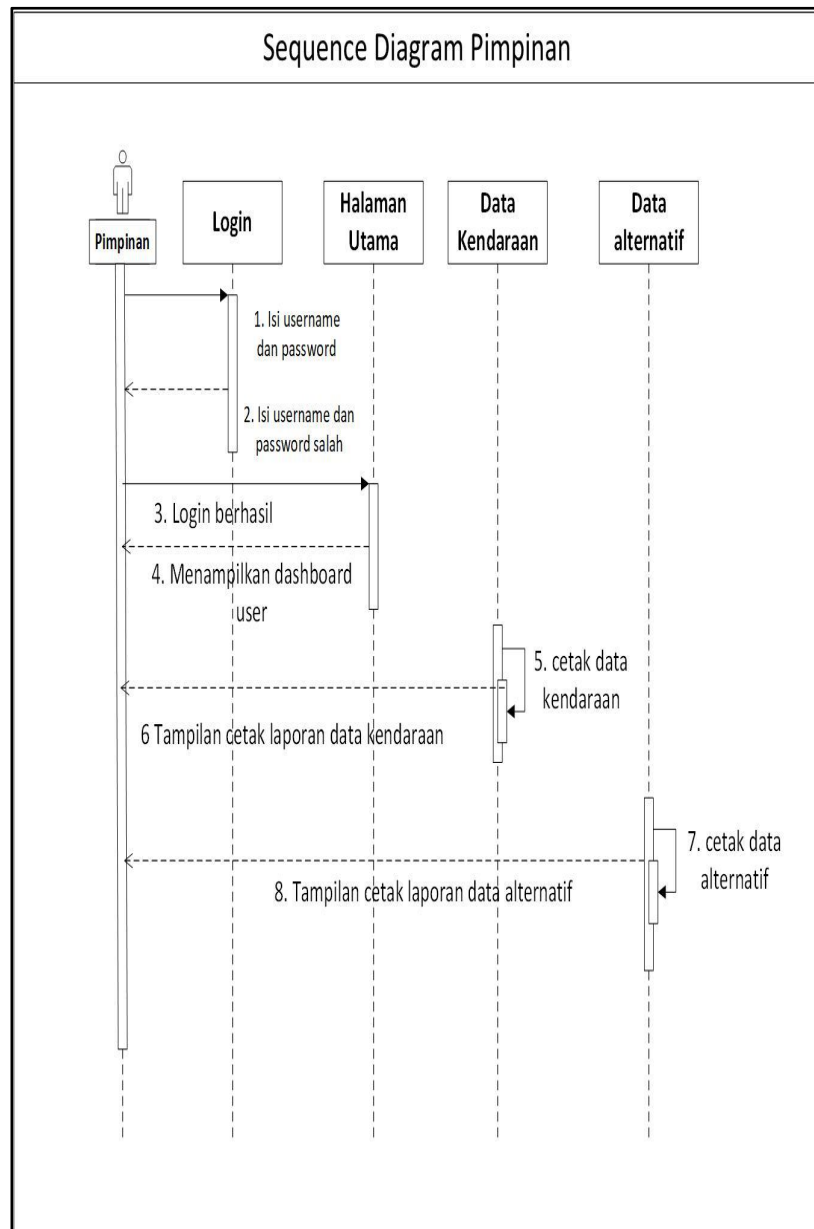 Sequence Diagram Pimpinan
Pimpinan
Login
Halaman
Utama
Data
Kendaraan
Data
alternatif
1. Isi username
dan password
2. Isi username dan
password salah
3. Login berhasil
4. Menampilkan dashboard
user
5. cetak data
kendaraan
6 Tampilan cetak laporan data kendaraan
7. cetak data
alternatif
8. Tampilan cetak laporan data alternatif